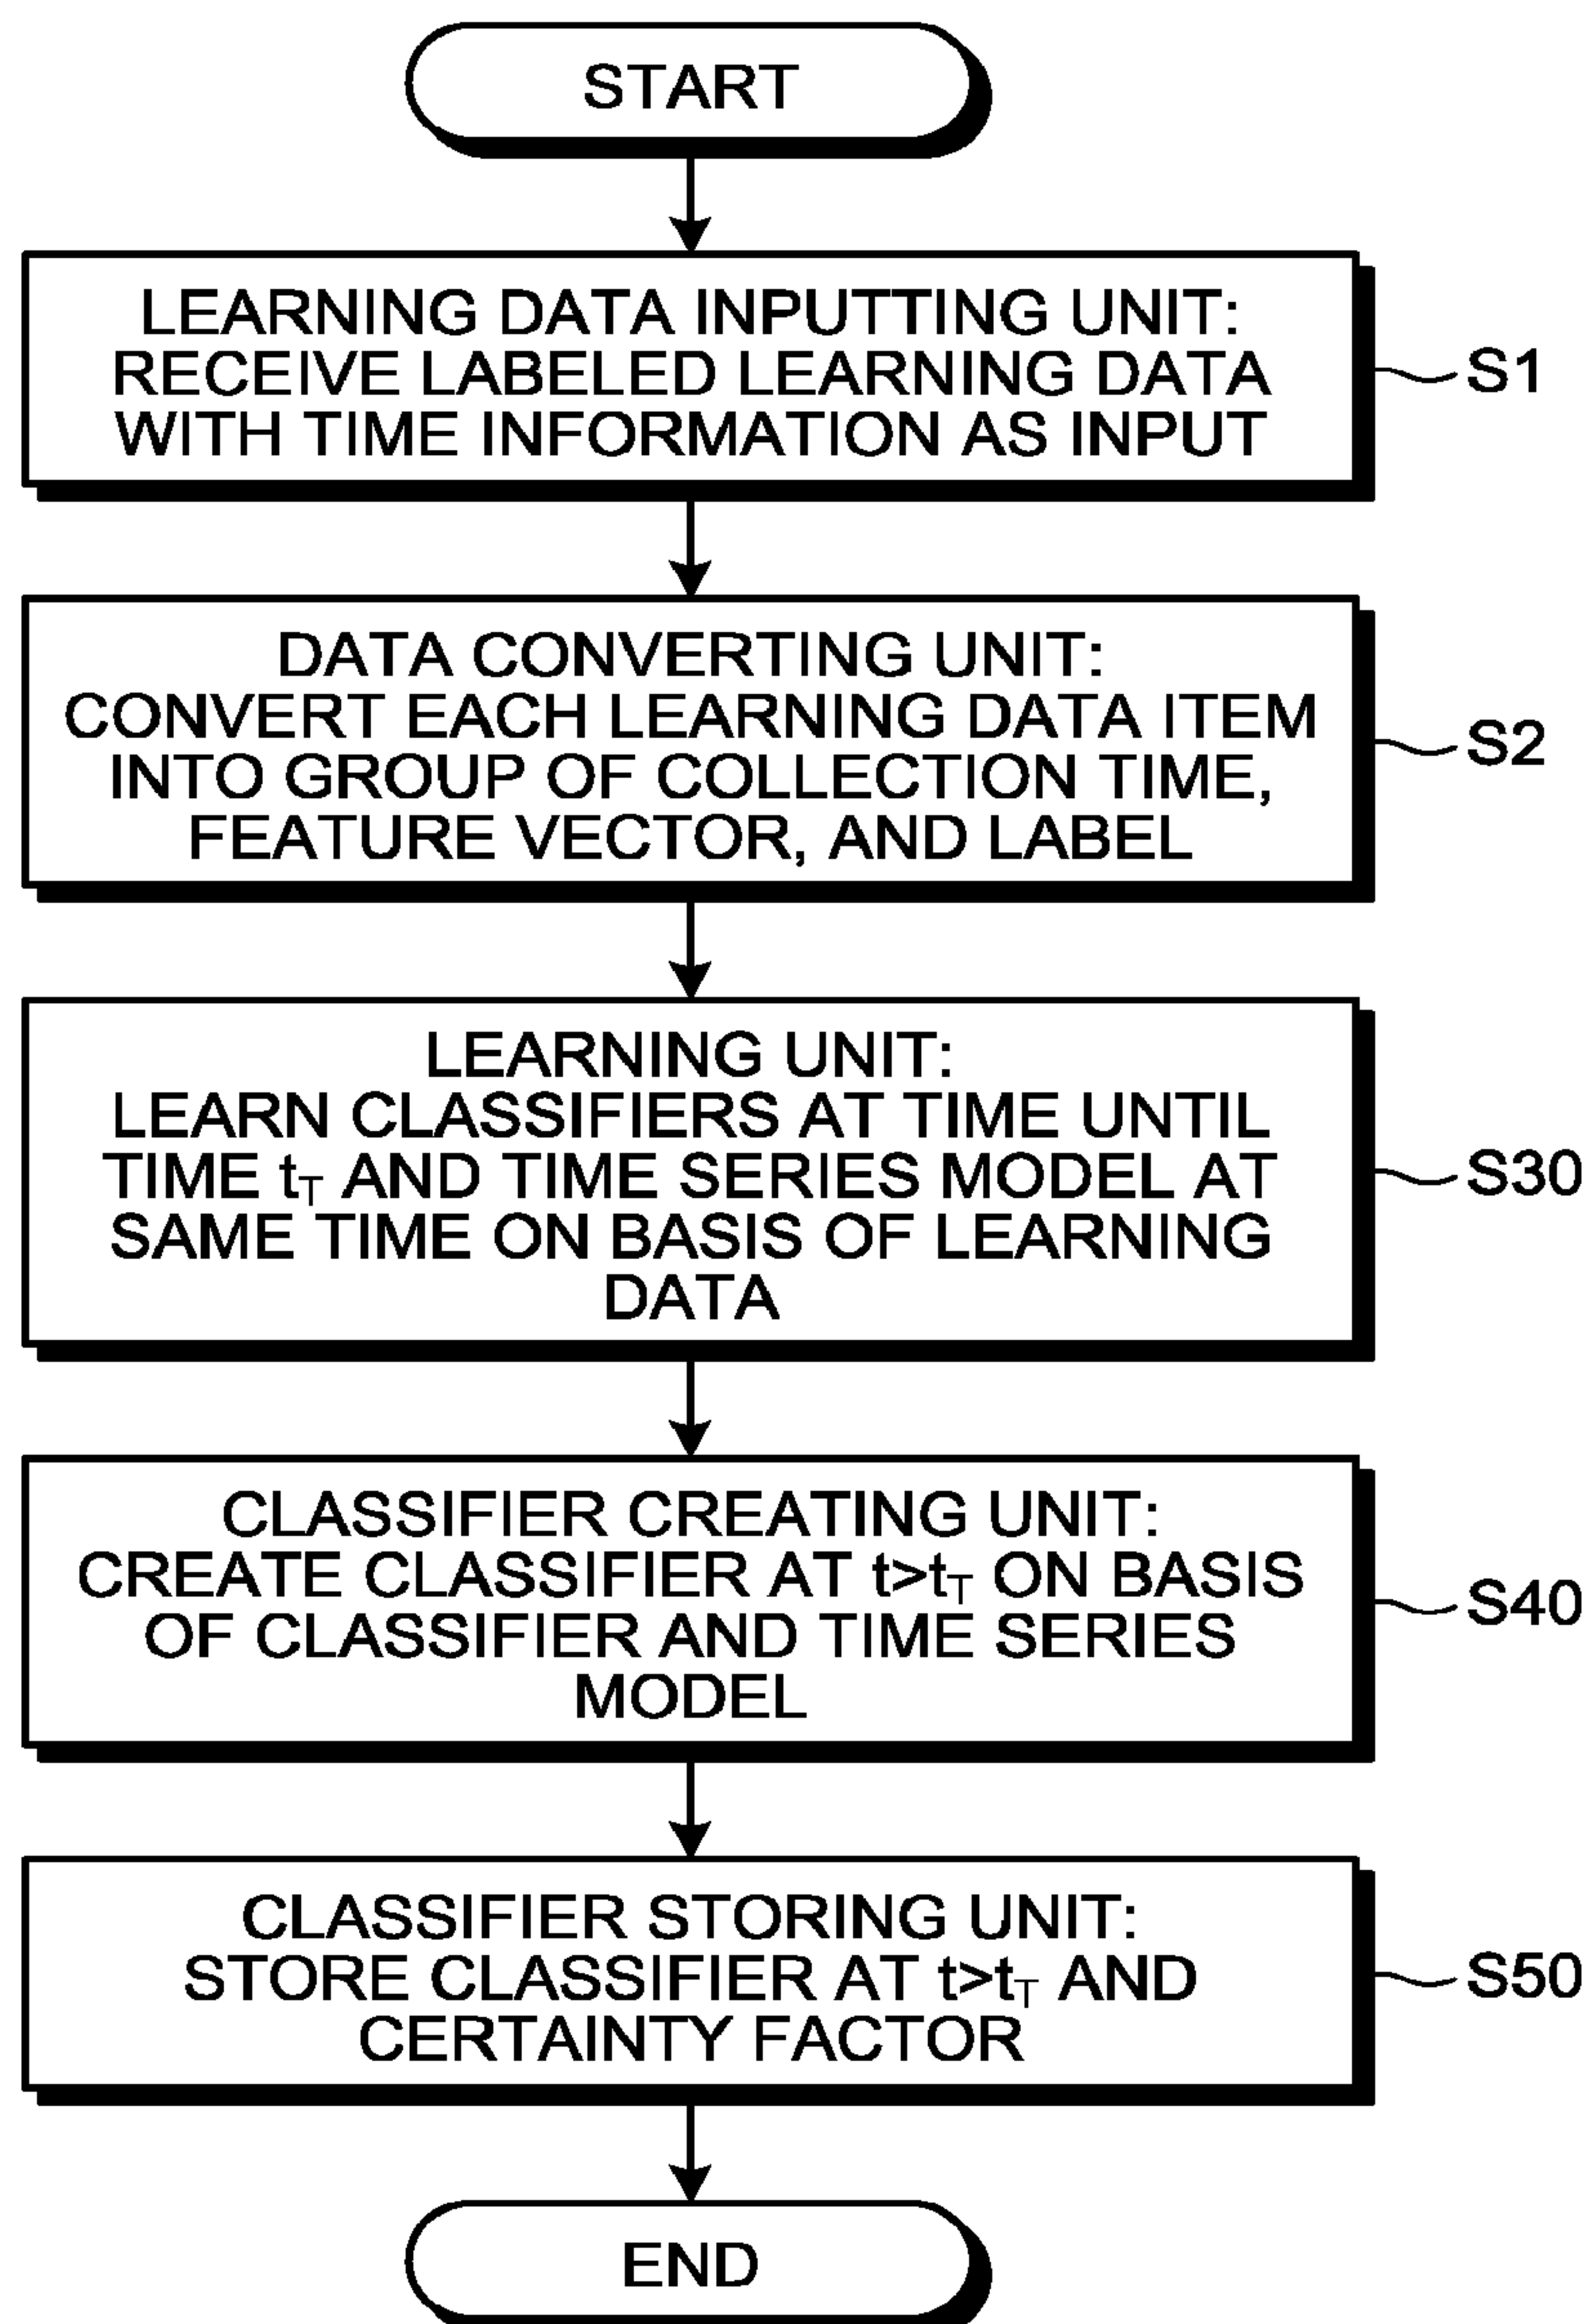 START
LEARNING DATA INPUTTING UNIT:
RECEIVE LABELED LEARNING DATA
WITH TIME INFORMATION AS INPUT
S1
DATA CONVERTING UNIT:
CONVERT EACH LEARNING DATA ITEM
INTO GROUP OF COLLECTION TIME,
FEATURE VECTOR, AND LABEL
S2
LEARNING UNIT:
LEARN CLASSIFIERS AT TIME UNTIL
TIME tT AND TIME SERIES MODEL AT
SAME TIME ON BASIS OF LEARNING
DATA
S30
CLASSIFIER CREATING UNIT:
CREATE CLASSIFIER AT t>tT ON BASIS
OF CLASSIFIER AND TIME SERIES
MODEL
S40
CLASSIFIER STORING UNIT:
STORE CLASSIFIER AT t>tT AND
CERTAINTY FACTOR
S50
END